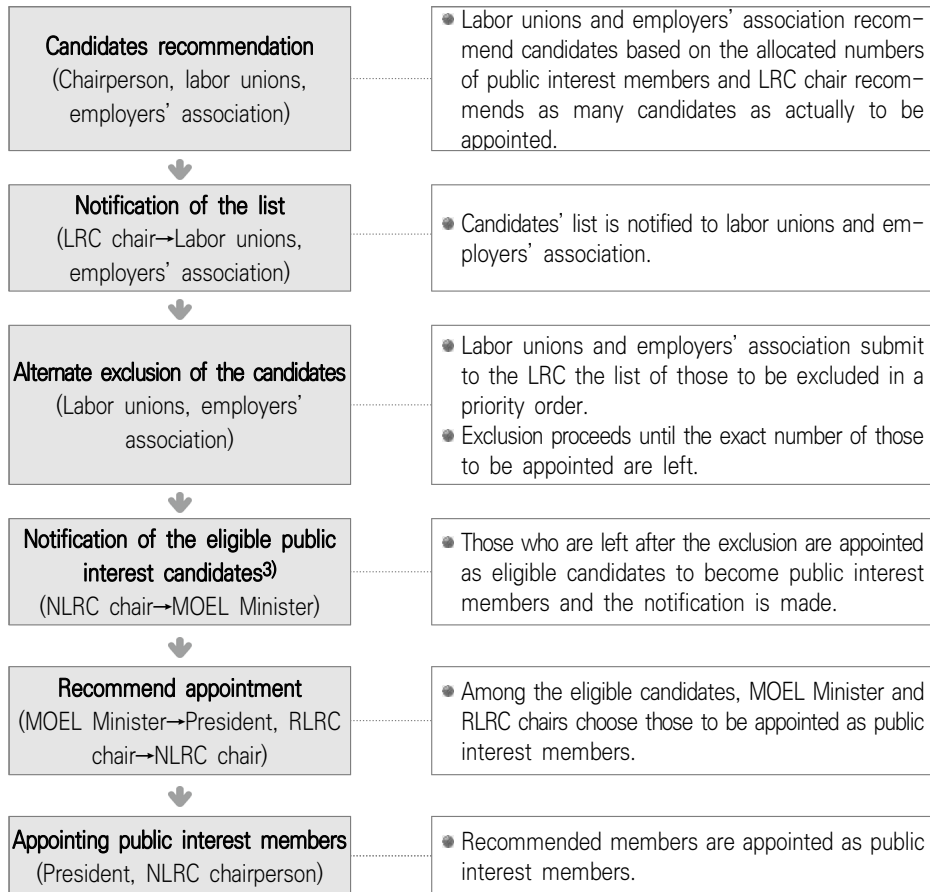 Candidates recommendation
(Chairperson, labor unions,
employers' association)
Labor unions and employers' association recom-
mend candidates based on the allocated numbers
of public interest members and LRC chair recom-
mends as many candidates as actually to be
appointed.
Notification of the list
(LRC chair→Labor unions,
employers' association)
Candidates' list is notified to labor unions and em-
ployers' association.
Alternate exclusion of the candidates
(Labor unions, employers'
association)
Labor unions and employers' association submit
to the LRC the list of those to be excluded in a
priority order.
Exclusion proceeds until the exact number of those
to be appointed are left.
Notification of the eligible public
interest candidates3)
(NLRC chair→MOEL Minister)
Those who are left after the exclusion are appointed
as eligible candidates to become public interest
members and the notification is made.
Recommend appointment
(MOEL Minister→President, RLRC
chair→NLRC chair)
Among the eligible candidates, MOEL Minister and
RLRC chairs choose those to be appointed as public
interest members.
Appointing public interest members
(President, NLRC chairperson)
Recommended members are appointed as public
interest members.